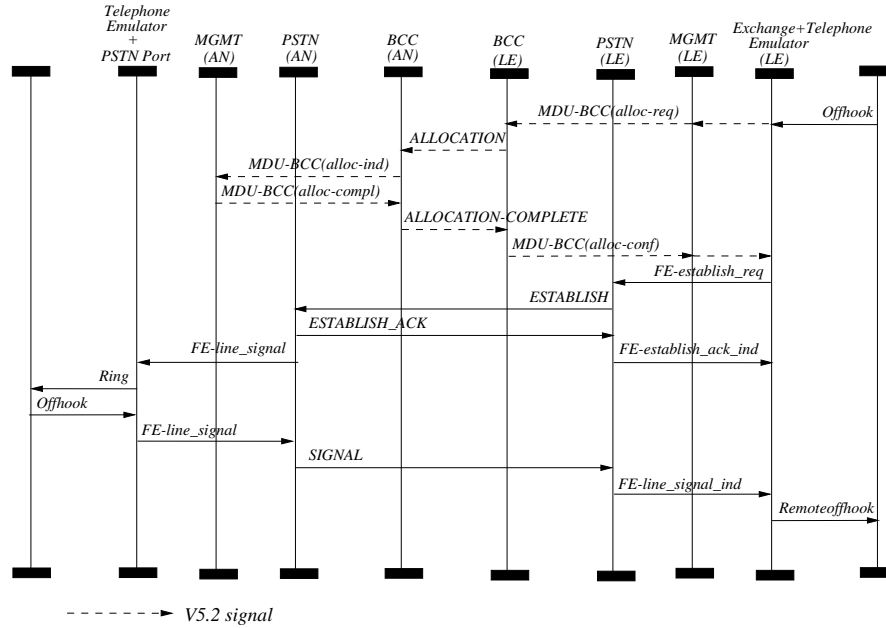 Telephone
Emulator
+
PSTN Port
MGMT
(AN)
PSTN
(AN)
BCC
(AN)
BCC
(LE)
PSTN
(LE)
MGMT
(LE)
Exchange+Telephone
Emulator
(LE)
MDU-BCC(alloc-req)
Offhook
ALLOCATION
MDU-BCC(alloc-ind)
MDU-BCC(alloc-compl)
ALLOCATION-COMPLETE
MDU-BCC(alloc-conf)
FE-establish_req
ESTABLISH
ESTABLISH_ACK
FE-line_signal
FE-establish_ack_ind
Ring
Offhook
FE-line_signal
SIGNAL
FE-line_signal_ind
Remoteoffhook
V5.2 signal